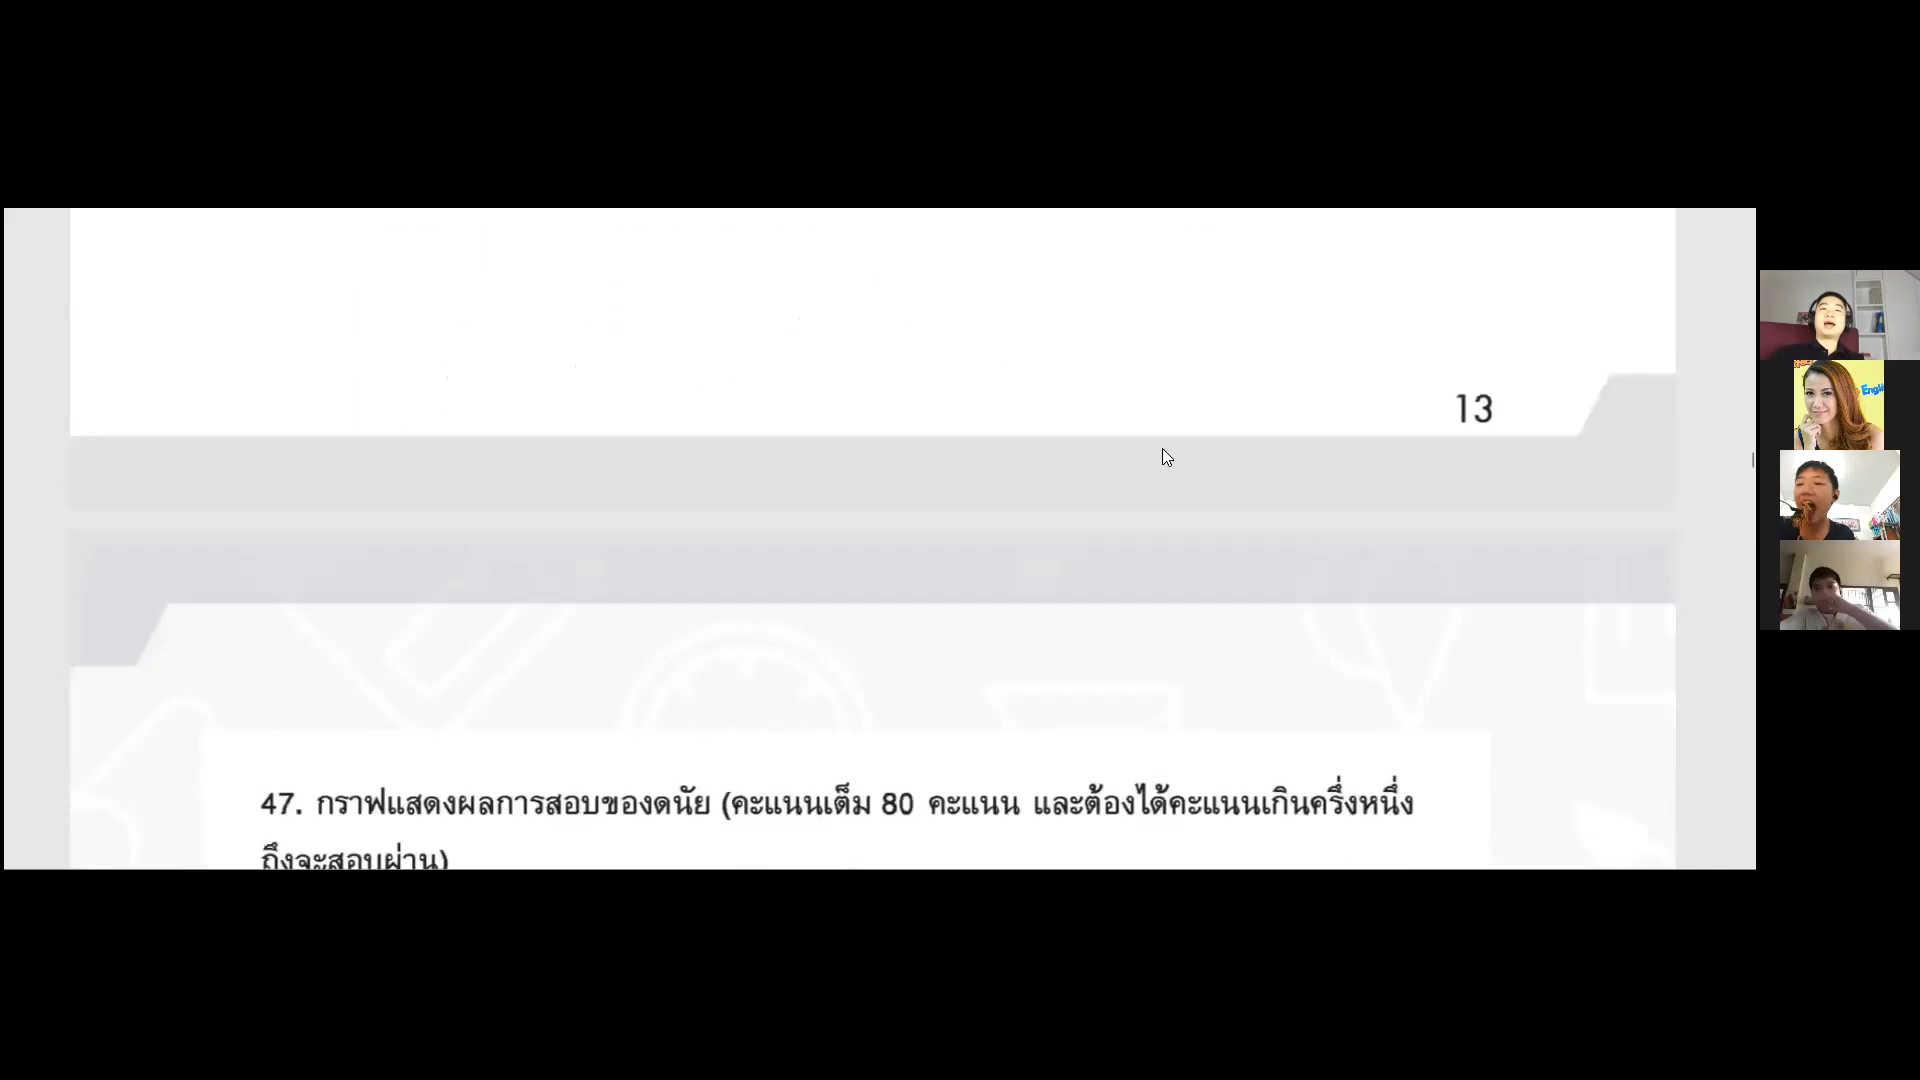 13
47. กราฟแสดงผลการสอบของดนัย (คะแนนเต็ม 80 คะแนน และต้องได้คะแนนเกินครึ่งหนึ่ง
ถึงจะสอบผ่าน)